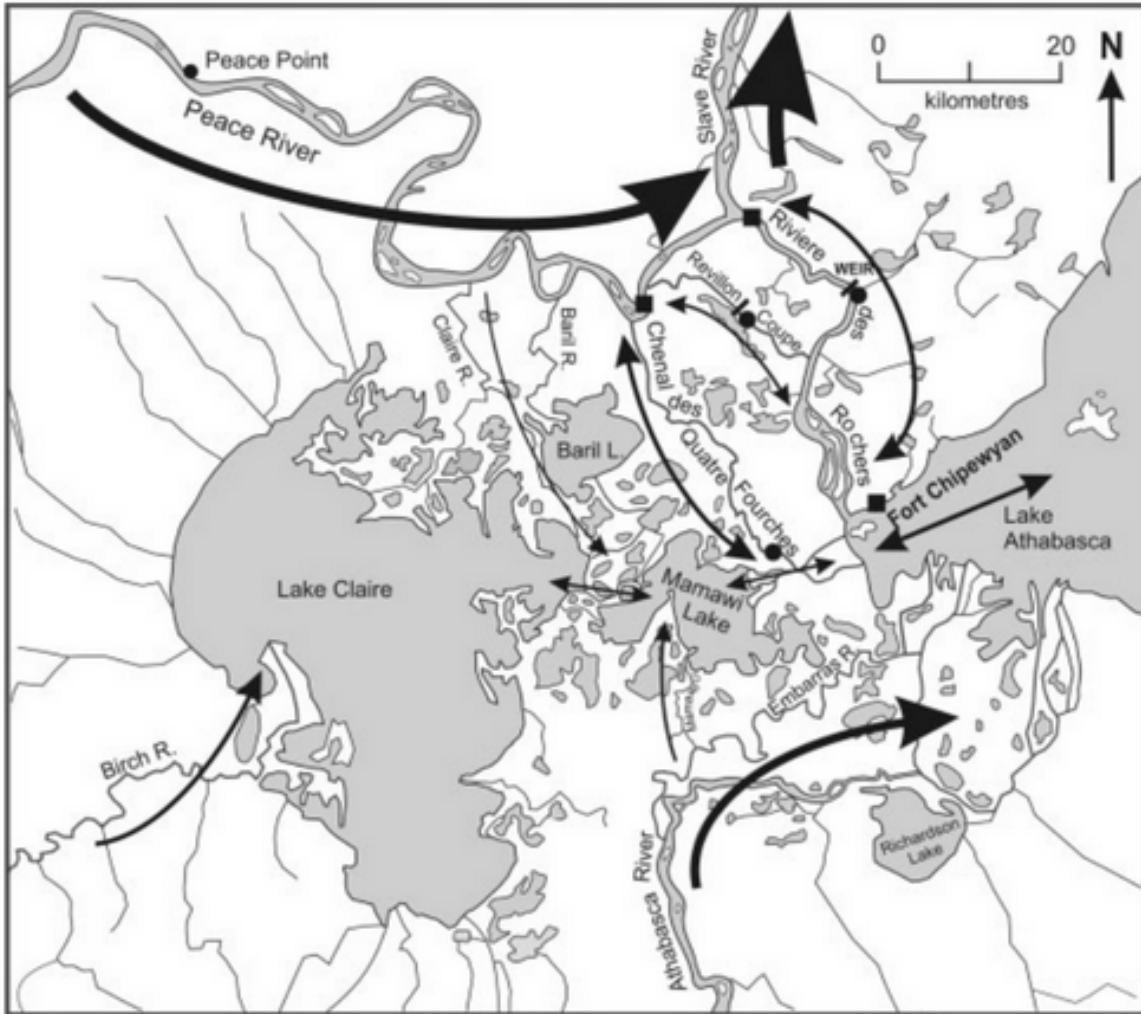 Peace Point
Peace River
Slave River
0 20
kilometres
N
Riviere
des
Rochers
WEIR
Revillon
Coupe
Claire R.
Baril R.
Chenal des
Quatre
Fourches
Baril L.
Fort Chipewyan
Lake
Athabasca
Lake Claire
Mamawi
Lake
Embarras R.
Birch R.
Athabasca River
Richardson
Lake